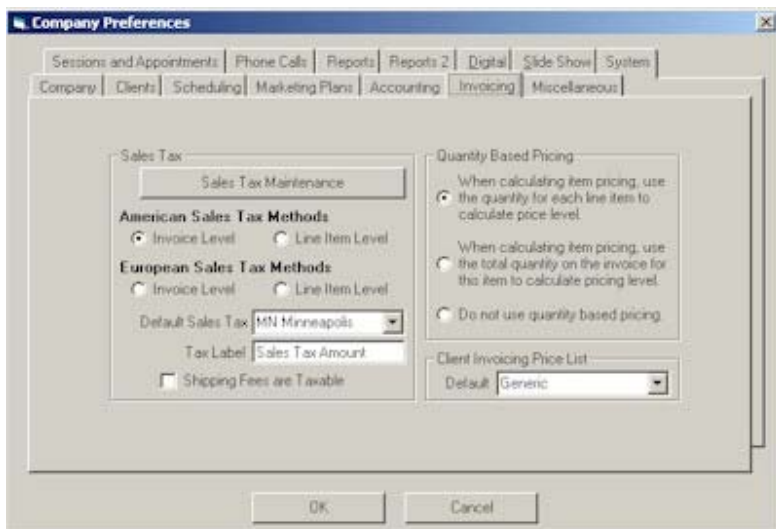 Company Preferences
Sessions and Appointments Phone Calls Reports Reports 2 Digital Slide Show System
Company Clients Scheduling Marketing Plans Accounting Invoicing Miscellaneous
Sales Tax
Sales Tax Maintenance
American Sales Tax Methods
Invoice Level Line Item Level
European Sales Tax Methods
Invoice Level Line Item Level
Default Sales Tax MN Minneapolis
Tax Label Sales Tax Amount
Shipping Fees are Taxable
Quantity Based Pricing
When calculating item pricing, use
the quantity for each line item to
calculate price level.
When calculating item pricing, use
the total quantity on the invoice for
this item to calculate pricing level.
Do not use quantity based pricing.
Client Invoicing Price List
Default Generic
OK Cancel